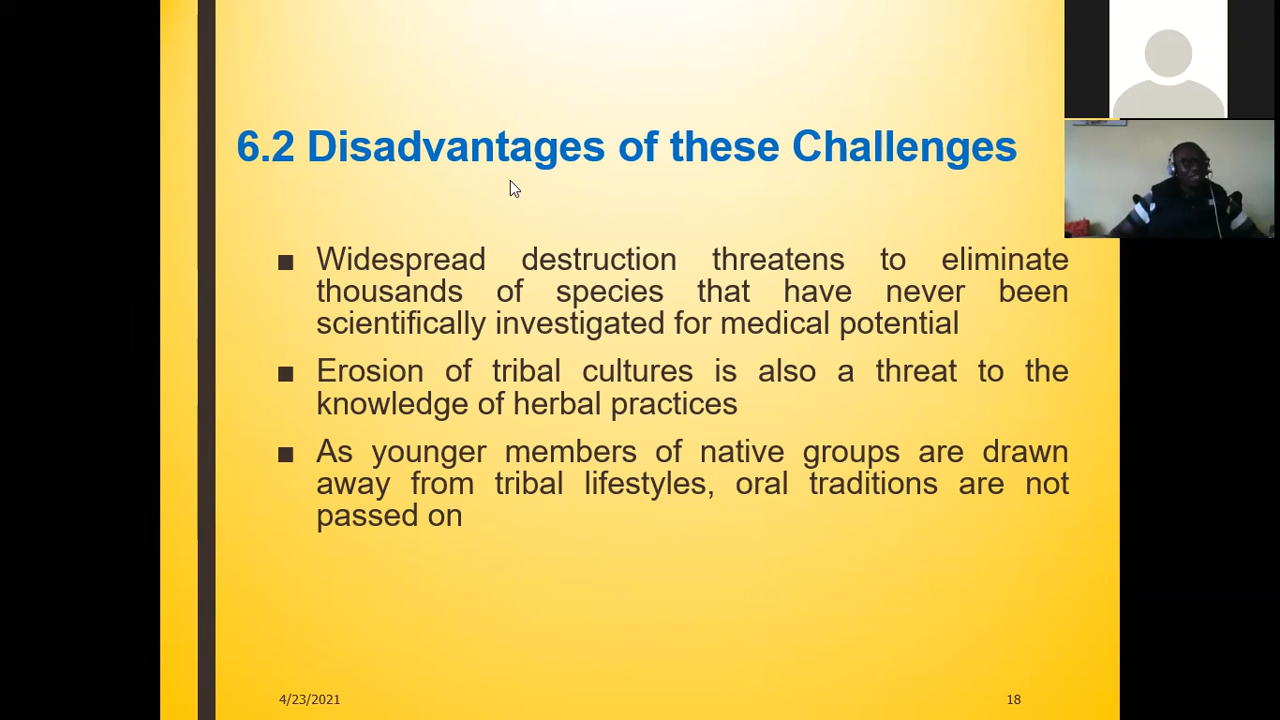 6.2 Disadvantages of these Challenges
■ Widespread destruction threatens to eliminate
thousands of species that have never been
scientifically investigated for medical potential
■ Erosion of tribal cultures is also a threat to the
knowledge of herbal practices
■ As younger members of native groups are drawn
away from tribal lifestyles, oral traditions are not
passed on
4/23/2021
18